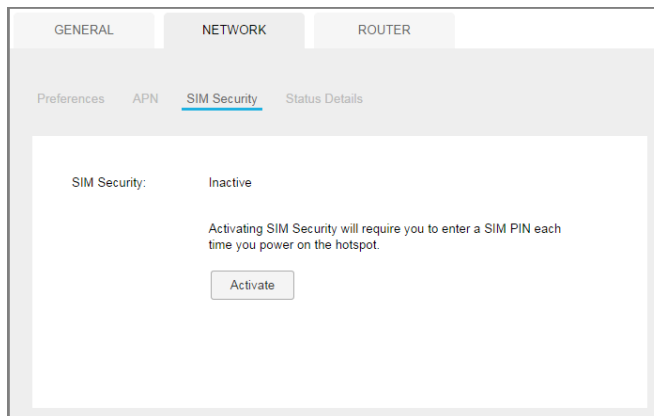 GENERAL NETWORK ROUTER
Preferences APN SIM Security Status Details
SIM Security: Inactive
Activating SIM Security will require you to enter a SIM PIN each
time you power on the hotspot.
Activate